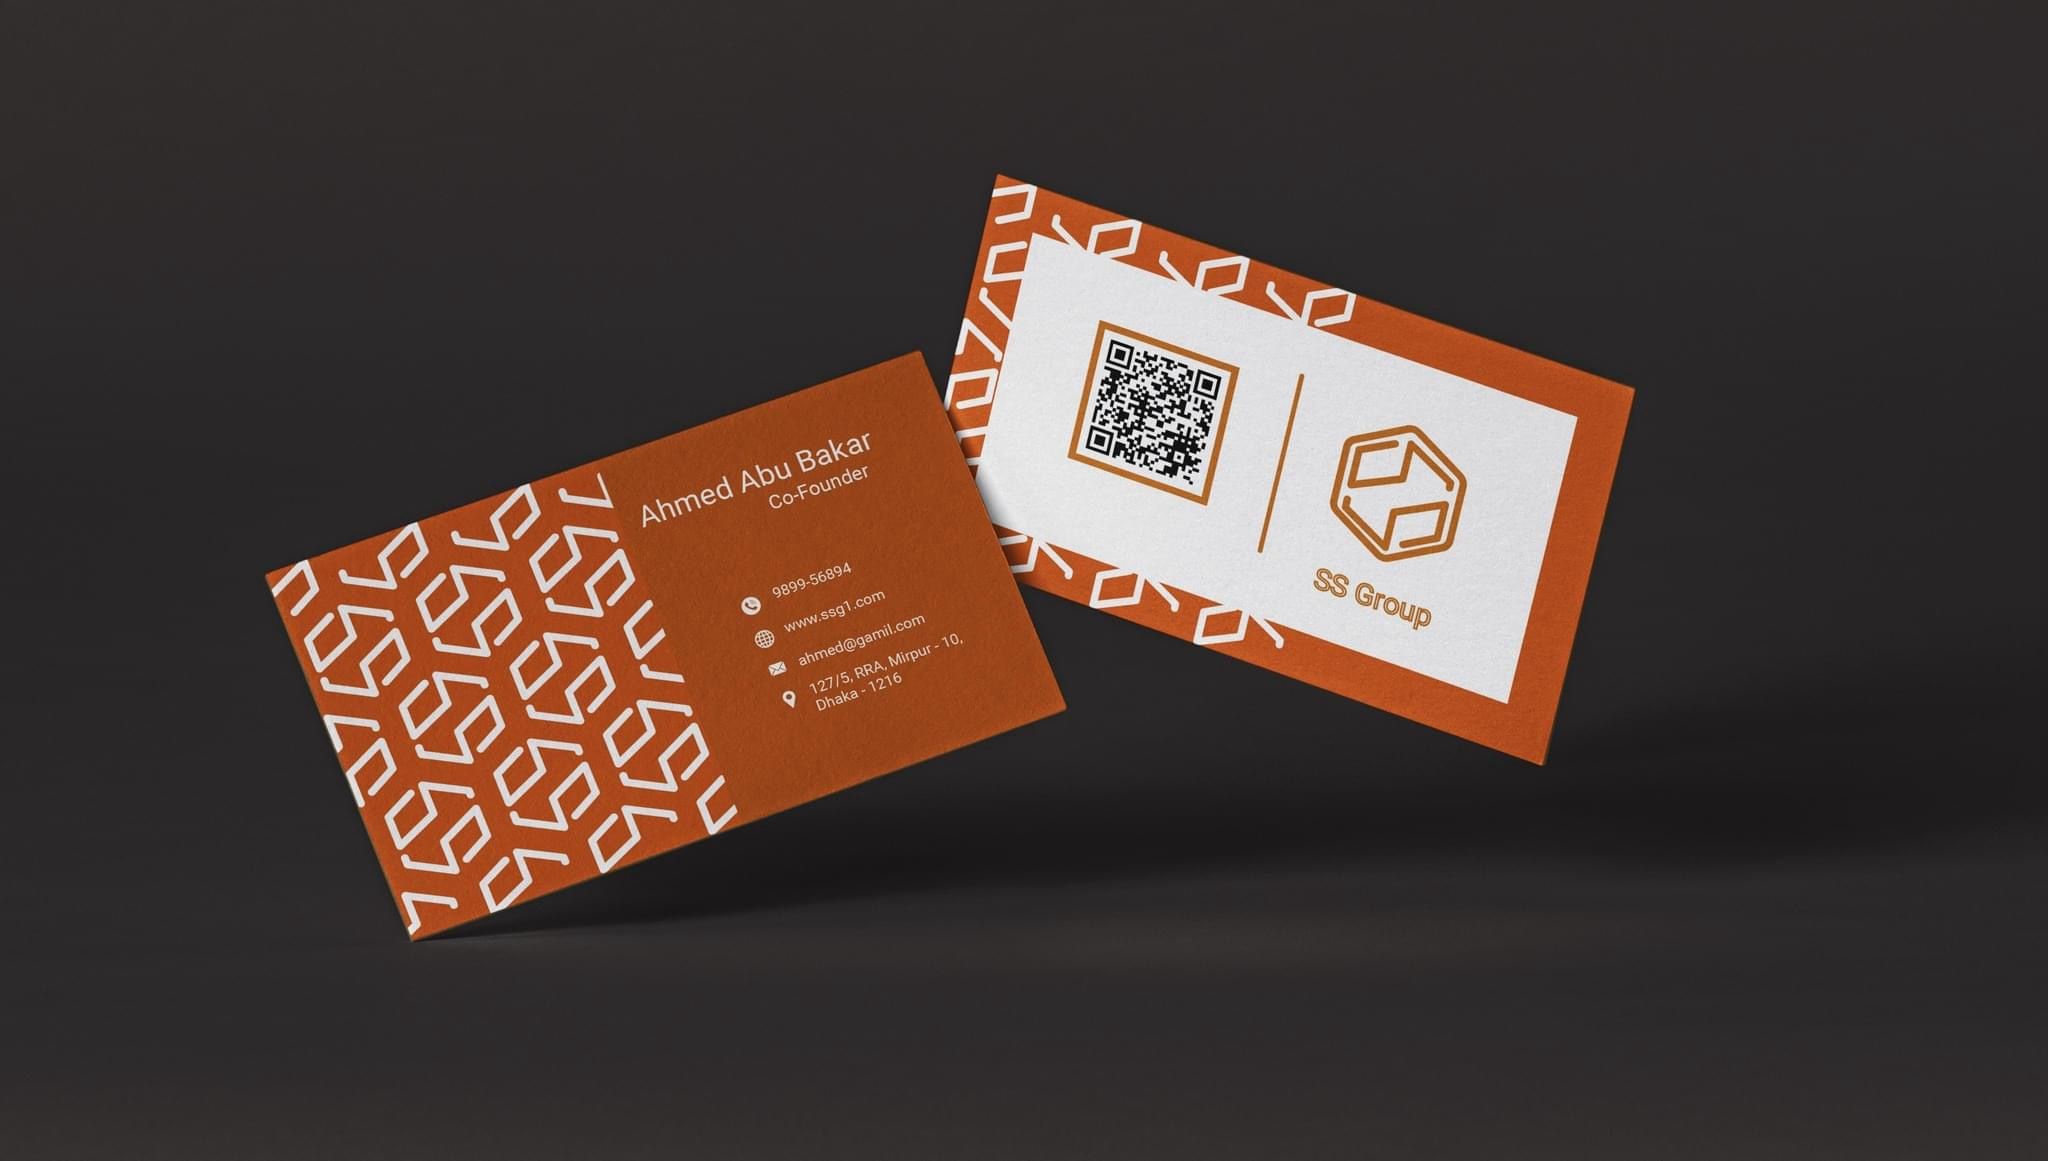 Ahmed Abu Bakar
Co-Founder
9899-56894
www.ssg1.com
ahmed@gamil.com
127/5, RRA, Mirpur - 10,
Dhaka - 1216
SS Group